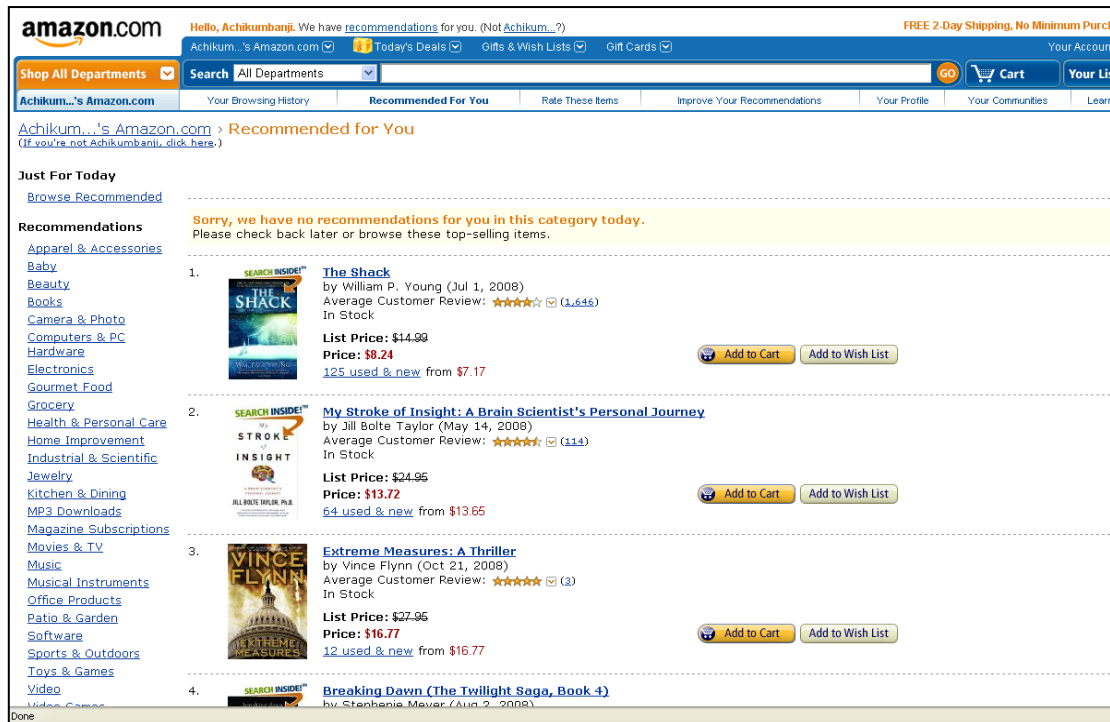 amazon.com
Hello, Achikumbanji. We have recommendations for you. (Not Achikum...?)
FREE 2-Day Shipping, No Minimum Purch
Achikum...'s Amazon.com
Today's Deals
Gifts & Wish Lists
Gift Cards
Your Accoun
Shop All Departments
Search
All Departments
GO
Cart
Your Lis
Achikum...'s Amazon.com
Your Browsing History
Recommended For You
Rate These Items
Improve Your Recommendations
Your Profile
Your Communities
Learn
Achikum...'s Amazon.com › Recommended for You
(If you're not Achikumbanji, click here.)
Just For Today
Browse Recommended
Recommendations
Apparel & Accessories
Baby
Beauty
Books
Camera & Photo
Computers & PC
Hardware
Electronics
Gourmet Food
Grocery
Health & Personal Care
Home Improvement
Industrial & Scientific
Jewelry
Kitchen & Dining
MP3 Downloads
Magazine Subscriptions
Movies & TV
Music
Musical Instruments
Office Products
Patio & Garden
Software
Sports & Outdoors
Toys & Games
Video
Video Games
Sorry, we have no recommendations for you in this category today.
Please check back later or browse these top-selling items.
1.
SEARCH INSIDE!™
THE
SHACK
The Shack
by William P. Young (Jul 1, 2008)
Average Customer Review: (1,646)
In Stock
List Price: $14.99
Price: $8.24
125 used & new from $7.17
Add to Cart
Add to Wish List
2.
SEARCH INSIDE!™
My
STROKE
of
INSIGHT
JILL BOLTE TAYLOR, Ph.D.
My Stroke of Insight: A Brain Scientist's Personal Journey
by Jill Bolte Taylor (May 14, 2008)
Average Customer Review: (114)
In Stock
List Price: $24.95
Price: $13.72
64 used & new from $13.65
Add to Cart
Add to Wish List
3.
VINCE
FLYNN
EXTREME
MEASURES
Extreme Measures: A Thriller
by Vince Flynn (Oct 21, 2008)
Average Customer Review: (3)
In Stock
List Price: $27.95
Price: $16.77
12 used & new from $16.77
Add to Cart
Add to Wish List
4.
SEARCH INSIDE!™
Breaking Dawn (The Twilight Saga, Book 4)
by Stephenie Meyer (Aug 2, 2008)
Done